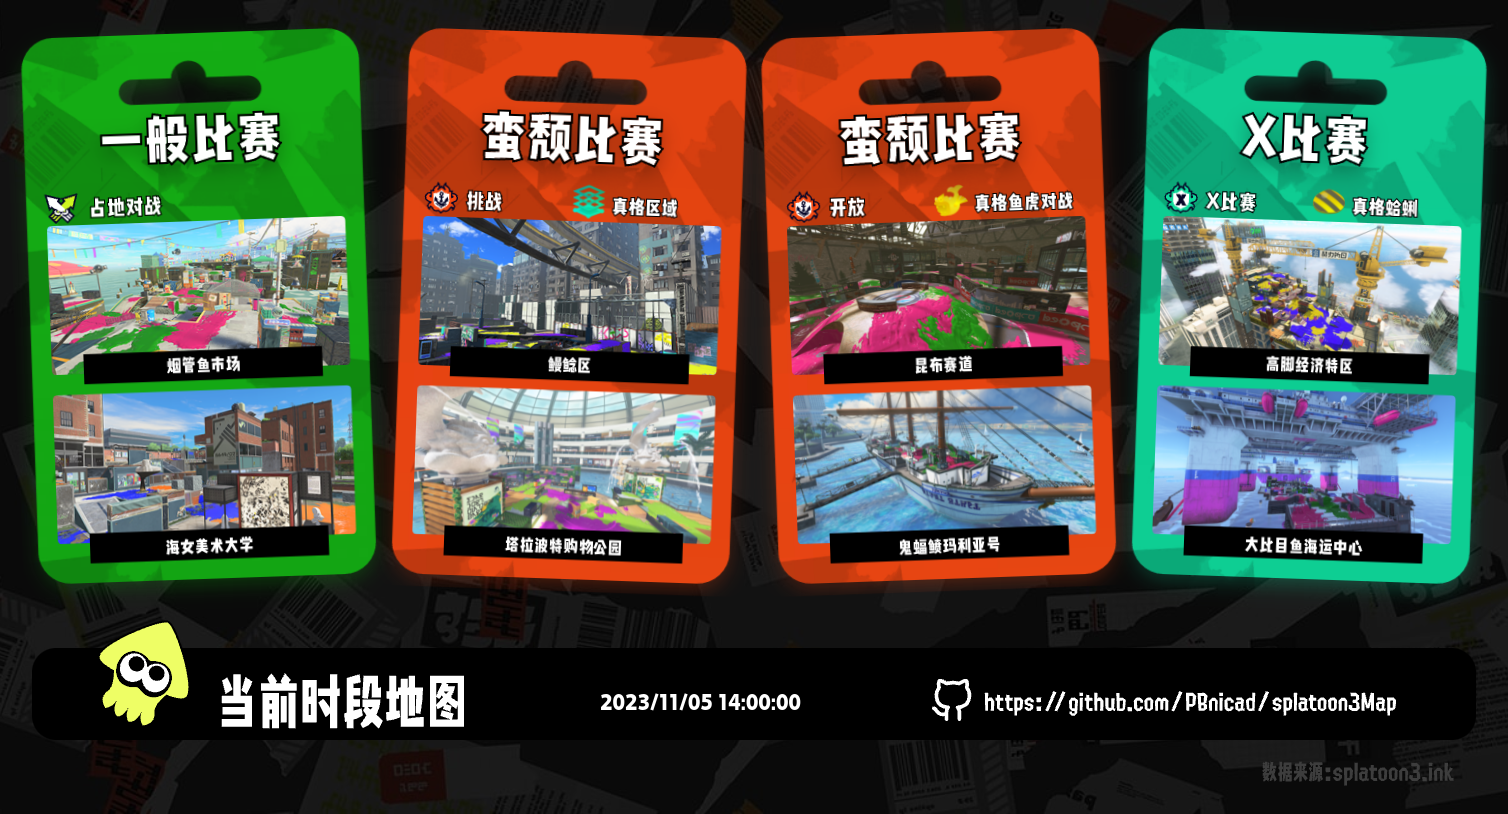 一般比赛
占地对战
烟管鱼市场
海女美术大学
蛮颓比赛
挑战
真格区域
鳗鲶区
塔拉波特购物公园
蛮颓比赛
开放
真格鱼虎对战
昆布赛道
鬼蝠鲼玛利亚号
X比赛
X比赛
真格蛤蜊
高脚经济特区
大比目鱼海运中心
当前时段地图
2023/11/05 14:00:00
https://github.com/PBnicad/splatoon3Map
数据来源:splatoon3.ink